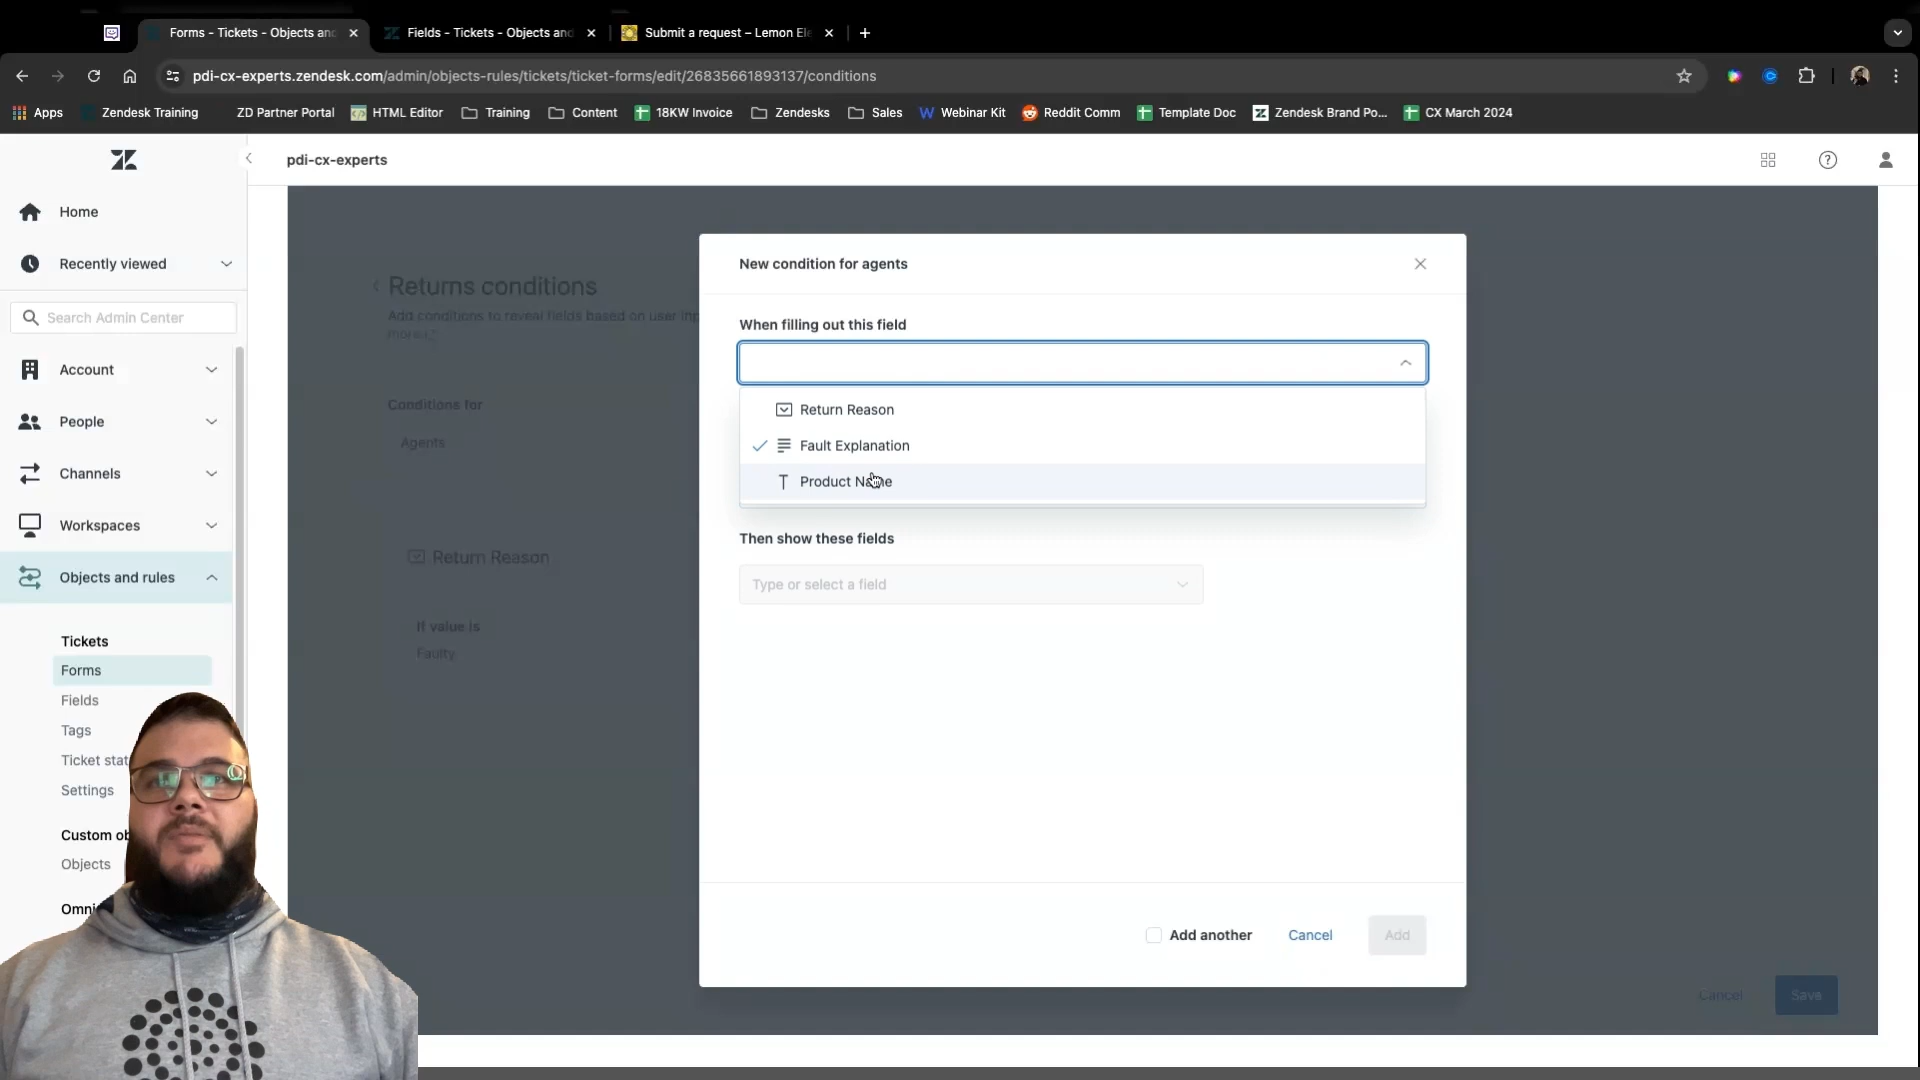 Forms - Tickets - Objects and
Fields - Tickets - Objects and
Submit a request – Lemon Ele
pdi-cx-experts.zendesk.com/admin/objects-rules/tickets/ticket-forms/edit/26835661893137/conditions
Apps
Zendesk Training
ZD Partner Portal
HTML Editor
Training
Content
18KW Invoice
Zendesks
Sales
Webinar Kit
Reddit Comm
Template Doc
Zendesk Brand Po...
CX March 2024
pdi-cx-experts
Home
Recently viewed
Search Admin Center
Account
People
Channels
Workspaces
Objects and rules
Tickets
Forms
Fields
Tags
Ticket stat
Settings
Custom ob
Objects
Omni
Returns conditions
Add conditions to reveal fields based on user inp
more
Conditions for
Agents
Return Reason
If value is
Faulty
New condition for agents
When filling out this field
Return Reason
Fault Explanation
Product Name
Then show these fields
Type or select a field
Add another
Cancel
Add
Cancel
Save